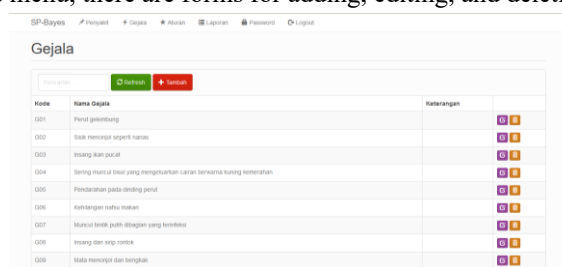 menu, there are forms for adding, editing, and delet
SP-Bayes Penyakit Gejala Aturan Laporan Password Logout
Gejala
Pencarian... Refresh Tambah
Kode Nama Gejala Keterangan
G01 Perut gelembung
G02 Sisik menonjol seperti nanas
G03 Insang ikan pucat
G04 Sering muncul bisul yang mengeluarkan cairan berwarna kuning kemerahan
G05 Pendarahan pada dinding perut
G06 Kehilangan nafsu makan
G07 Muncul bintik putih dibagian yang terinfeksi
G08 Insang dan sirip rontok
G09 Mata menonjol dan bengkak